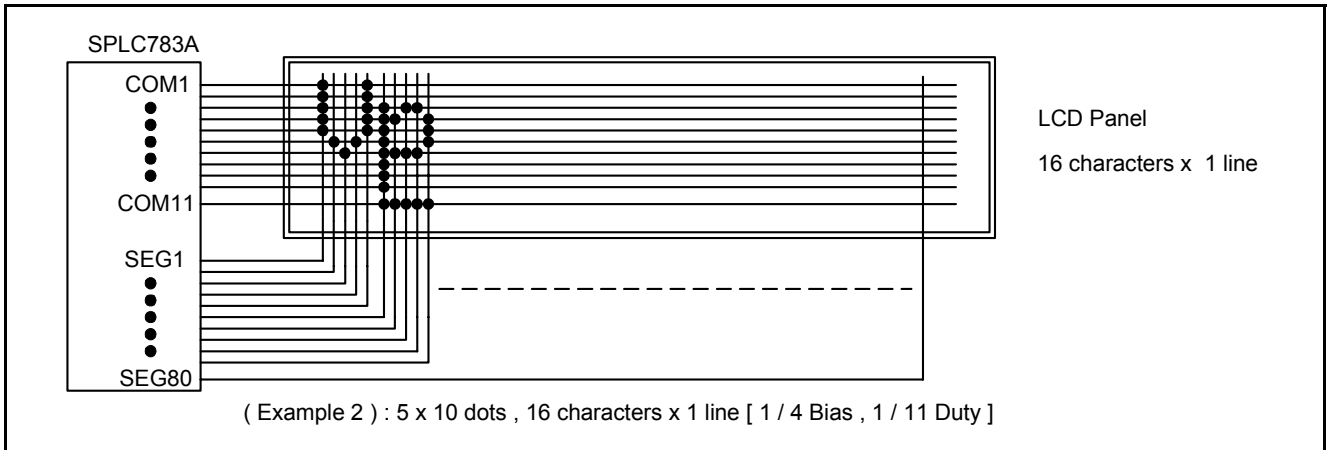 SPLC783A
COM1
COM11
SEG1
SEG80
LCD Panel
16 characters x 1 line
( Example 2 ) : 5 x 10 dots , 16 characters x 1 line [ 1 / 4 Bias , 1 / 11 Duty ]